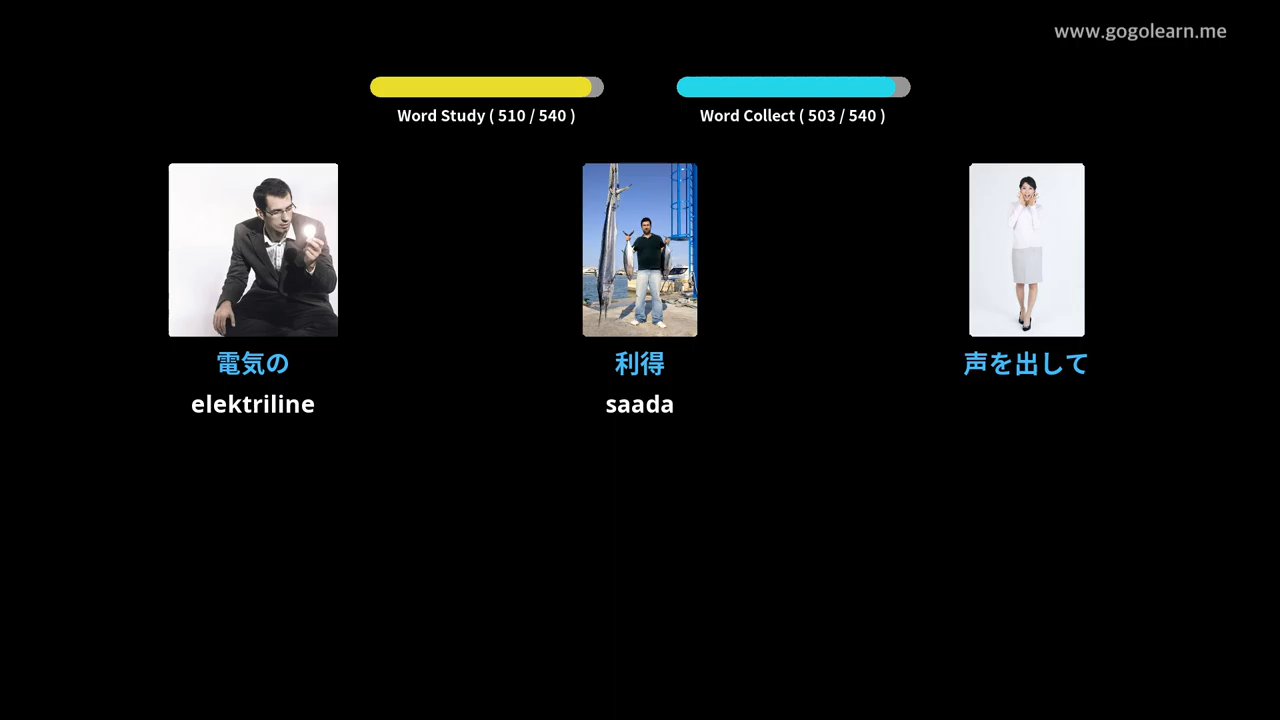 www.gogolearn.me
Word Study ( 510 / 540 )
Word Collect ( 503 / 540 )
電気の
利得
声を出して
elektriline
saada